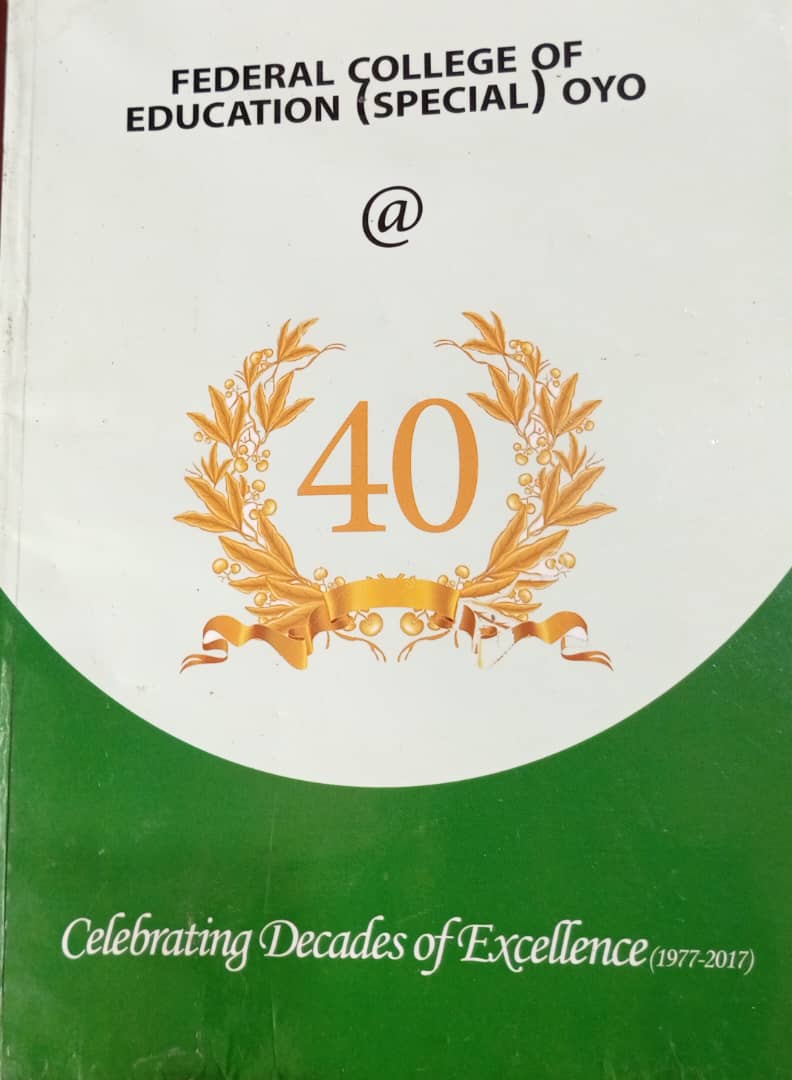 FEDERAL COLLEGE OF
EDUCATION (SPECIAL) OYO
@
40
Celebrating Decades of Excellence (1977-2017)